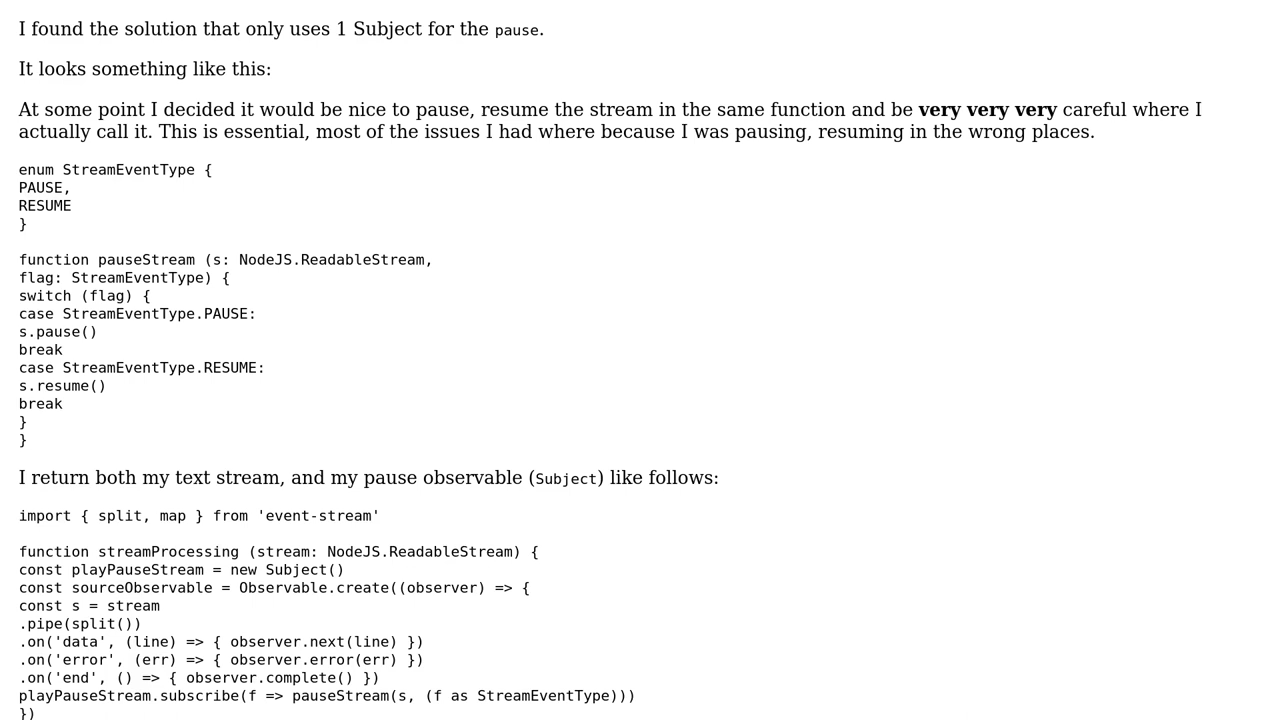 I found the solution that only uses 1 Subject for the pause.
It looks something like this:
At some point I decided it would be nice to pause, resume the stream in the same function and be very very very careful where I
actually call it. This is essential, most of the issues I had where because I was pausing, resuming in the wrong places.
enum StreamEventType {
PAUSE,
RESUME
}
function pauseStream (s: NodeJS.ReadableStream,
flag: StreamEventType) {
switch (flag) {
case StreamEventType.PAUSE:
s.pause()
break
case StreamEventType.RESUME:
s.resume()
break
}
}
I return both my text stream, and my pause observable (Subject) like follows:
import { split, map } from 'event-stream'
function streamProcessing (stream: NodeJS.ReadableStream) {
const playPauseStream = new Subject()
const sourceObservable = Observable.create((observer) => {
const s = stream
.pipe(split())
.on('data', (line) => { observer.next(line) })
.on('error', (err) => { observer.error(err) })
.on('end', () => { observer.complete() })
playPauseStream.subscribe(f => pauseStream(s, (f as StreamEventType)))
})